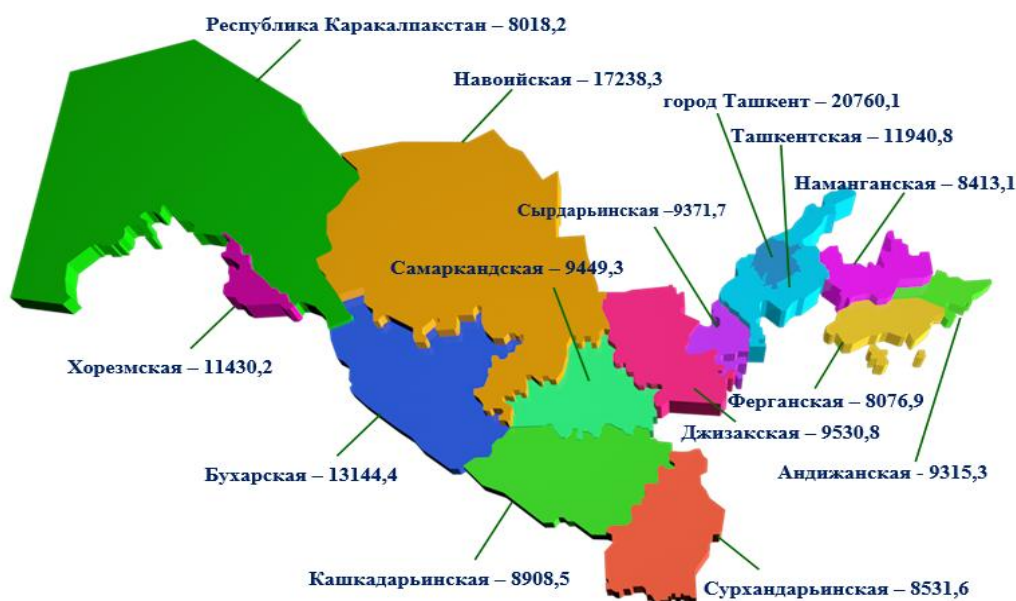 Республика Каракалпакстан – 8018,2
Навоийская – 17238,3
город Ташкент – 20760,1
Ташкентская – 11940,8
Наманганская – 8413,1
Сырдарьинская –9371,7
Самаркандская – 9449,3
Хорезмская – 11430,2
Ферганская – 8076,9
Джизакская – 9530,8
Андижанская - 9315,3
Бухарская – 13144,4
Кашкадарьинская – 8908,5
Сурхандарьинская – 8531,6